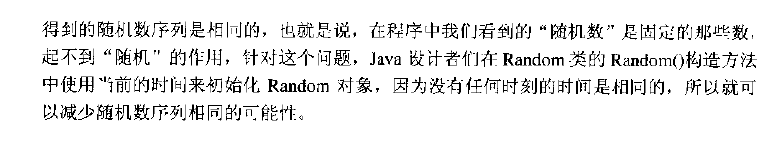 得到的随机数序列是相同的，也就是说，在程序中我们看到的“随机数”是固定的那些数，
起不到“随机”的作用，针对这个问题，Java 设计者们在 Random 类的 Random()构造方法
中使用当前的时间来初始化 Random 对象，因为没有任何时刻的时间是相同的，所以就可
以减少随机数序列相同的可能性。